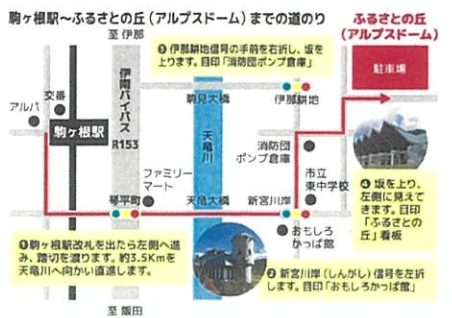 駒ヶ根駅～ふるさとの丘（アルプスドーム）までの道のり
ふるさとの丘
（アルプスドーム）
至 伊那
③ 伊那耕地信号の手前を右折し、坂を
上ります。目印「消防団ポンプ倉庫」
駐車場
交番
アルパ
駒ヶ根駅
伊南バイパス
R153
駒見大橋
天竜川
伊那耕地
消防団
ポンプ倉庫
市立
東中学校
④ 坂を上り、
左側に見えて
きます。目印
「ふるさとの
丘」看板
ファミリー
マート
琴平町
天竜大橋
新宮川岸
おもしろ
かっぱ館
① 駒ヶ根駅改札を出たら左側へ進
み、踏切を渡ります。約3.5Kmを
天竜川へ向かい直進します。
② 新宮川岸（しんがし）信号を左折
します。目印「おもしろかっぱ館」
至 飯田